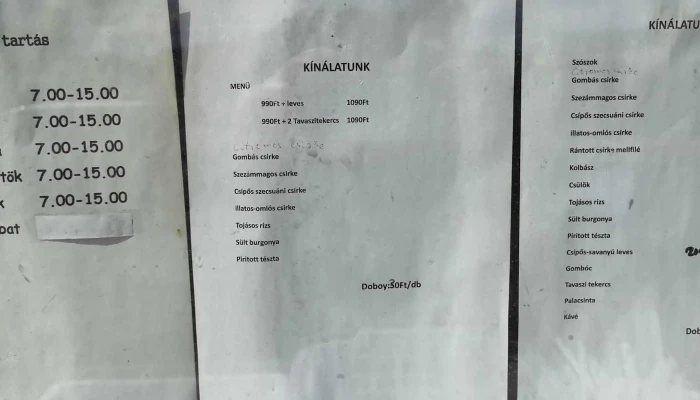 tartás
7.00-15.00
7.00-15.00
7.00-15.00
tök 7.00-15.00
7.00-15.00
KÍNÁLATUNK
MENÜ
990Ft + leves 1090Ft
990Ft + 2 Tavaszitekercs 1090Ft
Gombás csirke
Szezámmagos csirke
Csípős szecsuáni csirke
Illatos-omlós csirke
Tojásos rizs
Sült burgonya
Pirított tészta
Doboy:30Ft/db
KÍNÁLATU
Szószok
Gombás csirke
Szezámmagos csirke
Csípős szecsuáni csirke
Illatos-omlós csirke
Rántott csirke mellfilé
Kolbász
Csülök
Tojásos rizs
Sült burgonya
Pirított tészta
Csípős-savanyú leves
Gombóc
Tavaszi tekercs
Palacsinta
Kávé
Dob